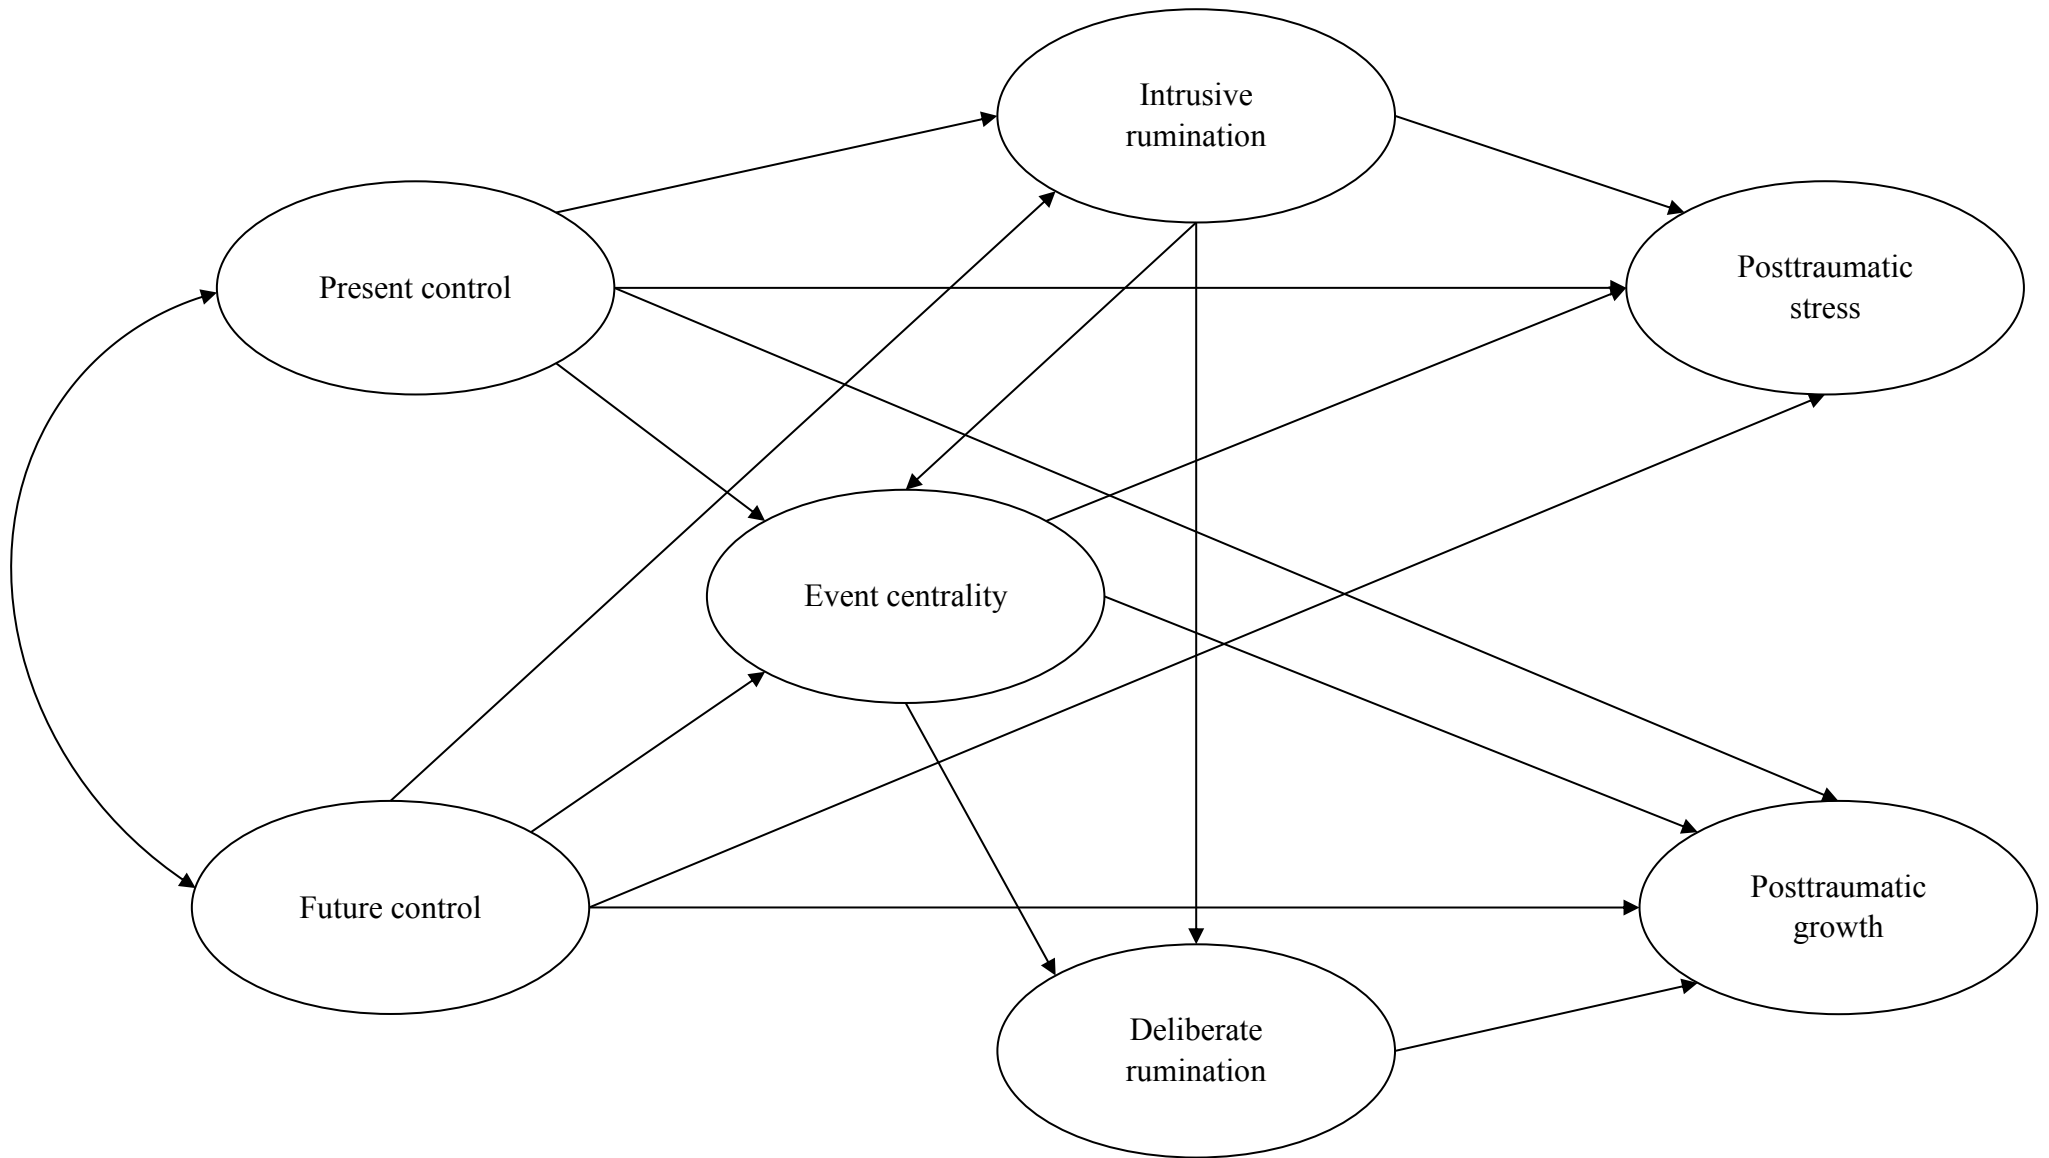 Intrusive
rumination
Present control
Posttraumatic
stress
Event centrality
Future control
Posttraumatic
growth
Deliberate
rumination